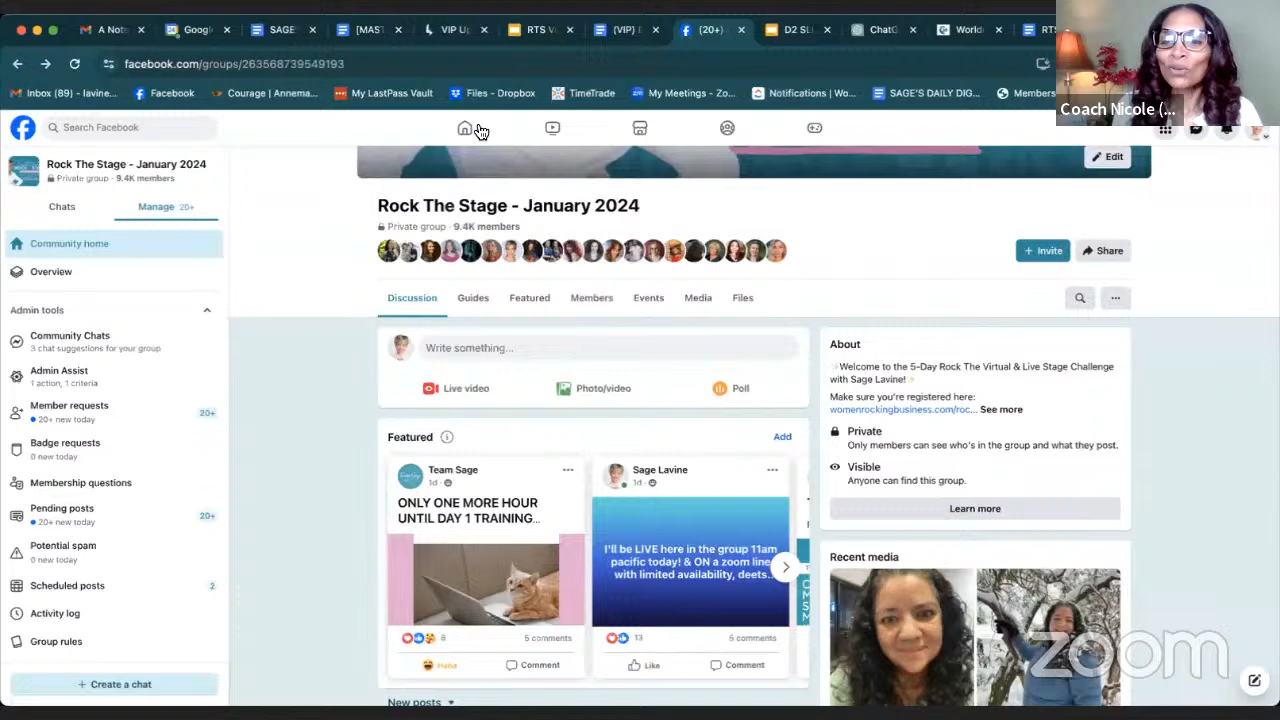 A Note
Googl
SAGE
[MAS
VIP Up
RTS V
(VIP)
(20+)
D2 SL
ChatG
World
RTS
facebook.com/groups/263568739549193
Inbox (89) - lavine...
Facebook
Courage | Annema...
My LastPass Vault
Files - Dropbox
TimeTrade
My Meetings - Zo...
Notifications | Wo...
SAGE'S DAILY DIG...
Members
Coach Nicole (...
Search Facebook
Rock The Stage - January 2024
Private group · 9.4K members
Chats
Manage 20+
Community home
Overview
Admin tools
Community Chats
3 chat suggestions for your group
Admin Assist
1 action, 1 criteria
Member requests
20+ new today
20+
Badge requests
0 new today
Membership questions
Pending posts
20+ new today
20+
Potential spam
0 new today
Scheduled posts
2
Activity log
Group rules
+ Create a chat
Edit
Rock The Stage - January 2024
Private group · 9.4K members
+ Invite
Share
Discussion
Guides
Featured
Members
Events
Media
Files
Write something...
Live video
Photo/video
Poll
Featured
Add
Team Sage
1d
ONLY ONE MORE HOUR
UNTIL DAY 1 TRAINING...
8
5 comments
Haha
Comment
Sage Lavine
1d
I'll be LIVE here in the group 11am
pacific today! & ON a zoom line
with limited availability, deets...
13
6 comments
Like
Comment
New posts
About
Welcome to the 5-Day Rock The Virtual & Live Stage Challenge
with Sage Lavine!
Make sure you're registered here:
womenrockingbusiness.com/roc... See more
Private
Only members can see who's in the group and what they post.
Visible
Anyone can find this group.
Learn more
Recent media
zoom